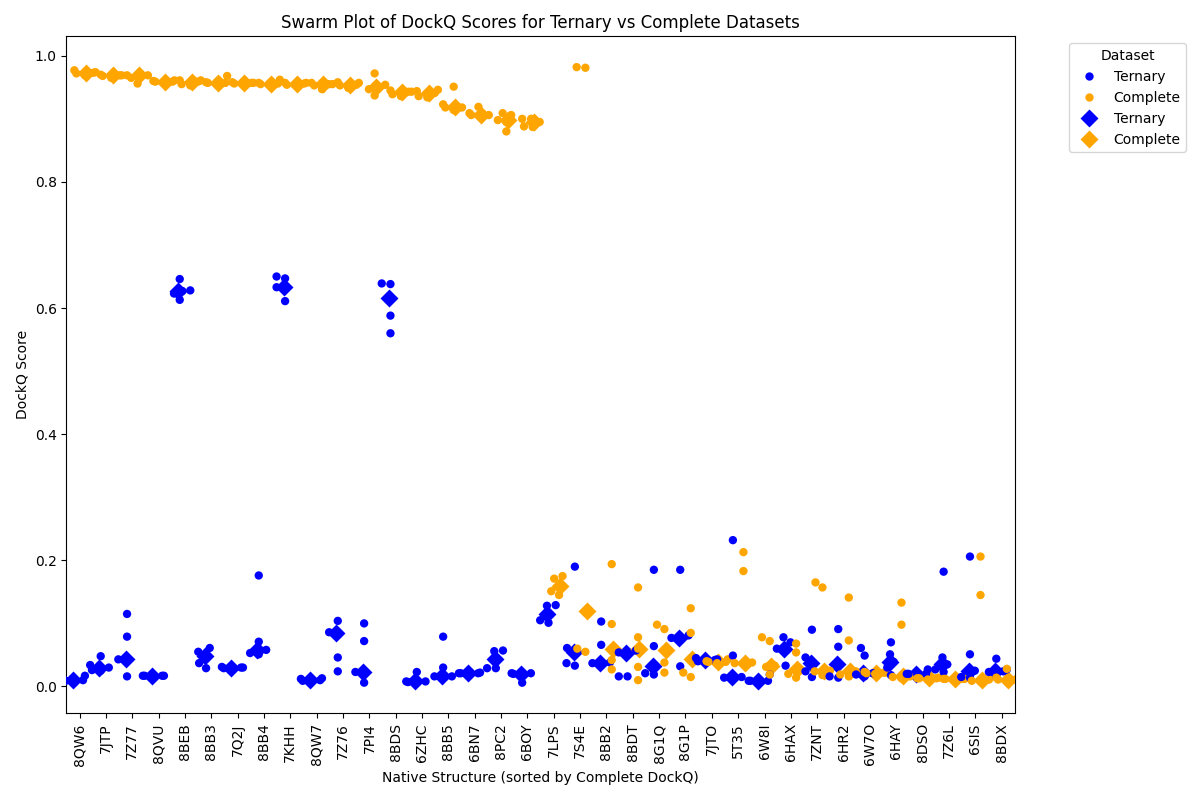 Swarm Plot of DockQ Scores for Ternary vs Complete Datasets
Dataset
Ternary
Complete
Ternary
Complete
DockQ Score
1.0
0.8
0.6
0.4
0.2
0.0
8QW6
7JTP
7Z77
8QVU
8BEB
8BB3
7Q2J
8BB4
7KHH
8QW7
7Z76
7PI4
8BDS
6ZHC
8BB5
6BN7
8PC2
6BOY
7LPS
7S4E
8BB2
8BDT
8G1Q
8G1P
7JTO
5T35
6W8I
6HAX
7ZNT
6HR2
6W7O
6HAY
8DSO
7Z6L
6SIS
8BDX
Native Structure (sorted by Complete DockQ)